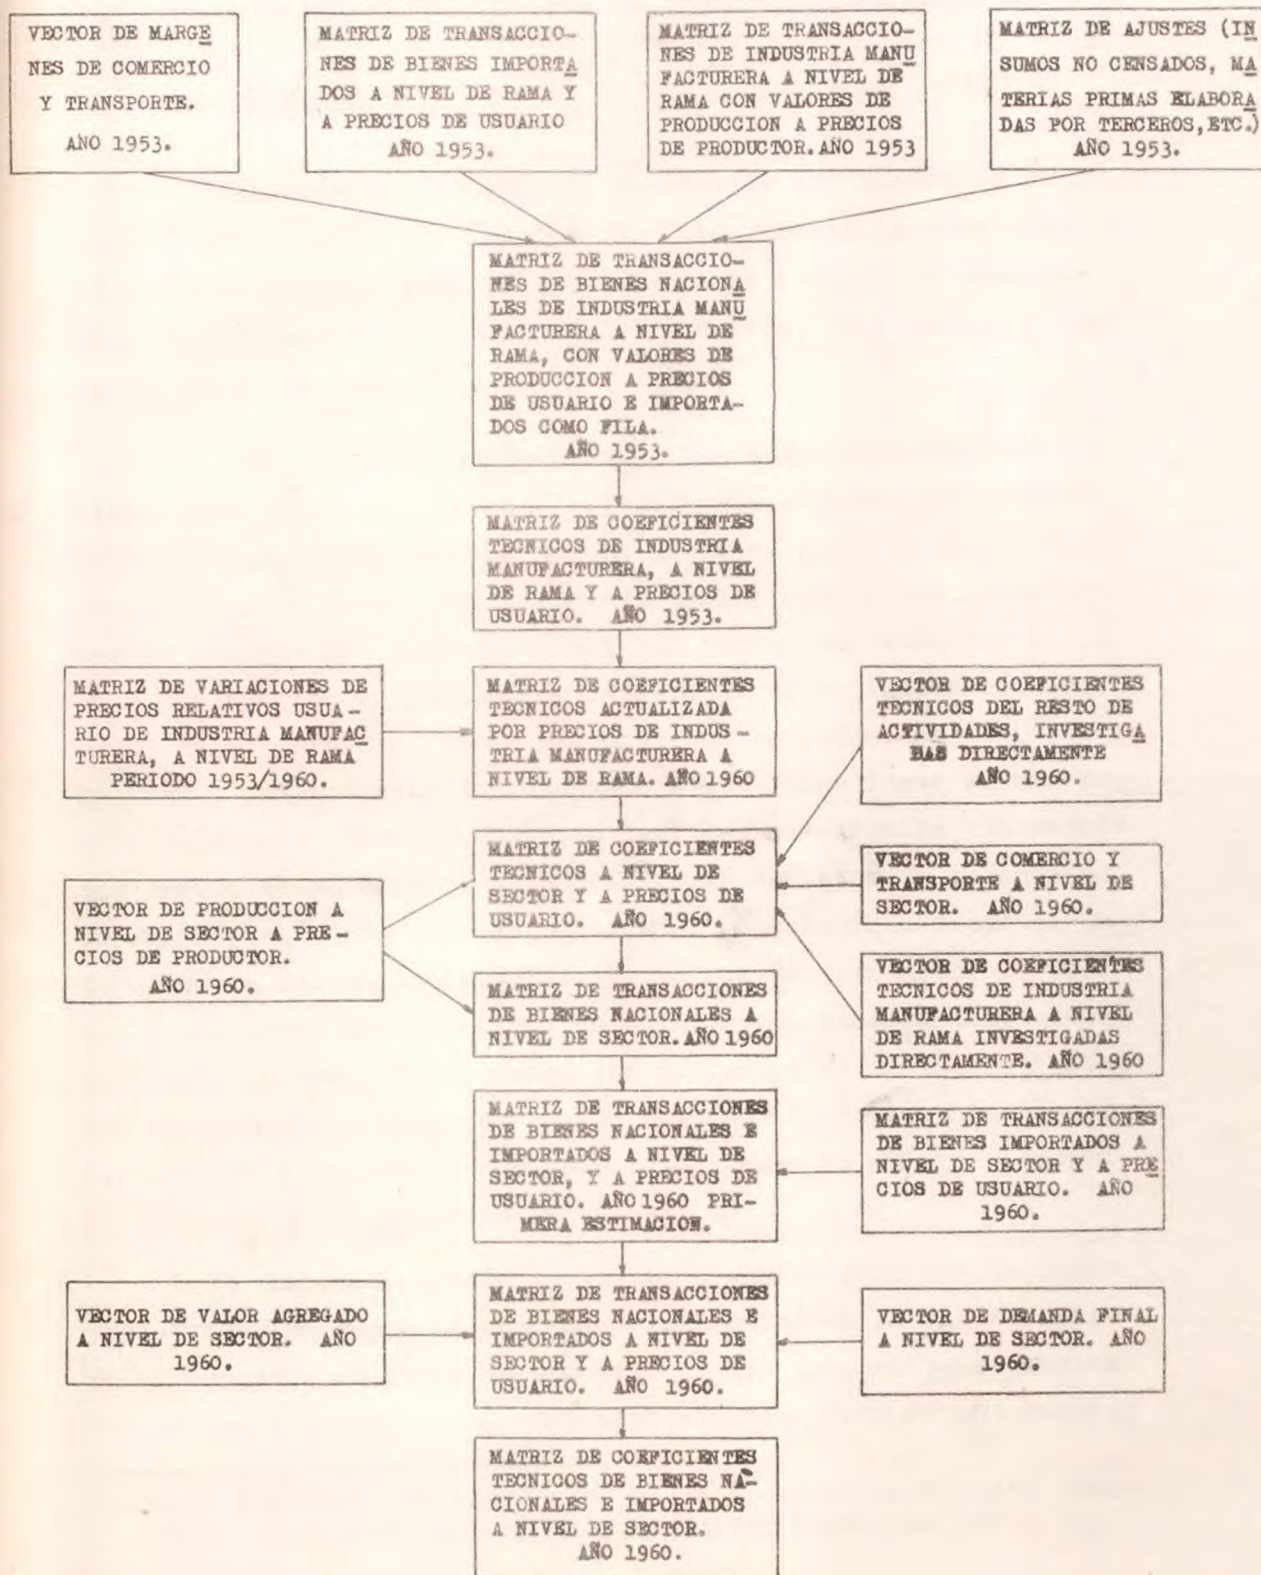 VECTOR DE MARGE
NES DE COMERCIO
Y TRANSPORTE.
AÑO 1953.
MATRIZ DE TRANSACCIO-
NES DE BIENES IMPORTA
DOS A NIVEL DE RAMA Y
A PRECIOS DE USUARIO
AÑO 1953.
MATRIZ DE TRANSACCIO-
NES DE INDUSTRIA MANU
FACTURERA A NIVEL DE
RAMA CON VALORES DE
PRODUCCION A PRECIOS
DE PRODUCTOR. AÑO 1953
MATRIZ DE AJUSTES (IN
SUMOS NO CENSADOS, MA
TERIAS PRIMAS ELABORA
DAS POR TERCEROS, ETC.)
AÑO 1953.
MATRIZ DE TRANSACCIO-
NES DE BIENES NACIONA
LES DE INDUSTRIA MANU
FACTURERA A NIVEL DE
RAMA, CON VALORES DE
PRODUCCION A PRECIOS
DE USUARIO E IMPORTA-
DOS COMO FILA.
AÑO 1953.
MATRIZ DE COEFICIENTES
TECNICOS DE INDUSTRIA
MANUFACTURERA, A NIVEL
DE RAMA Y A PRECIOS DE
USUARIO. AÑO 1953.
MATRIZ DE VARIACIONES DE
PRECIOS RELATIVOS USUA-
RIO DE INDUSTRIA MANUFAC
TURERA, A NIVEL DE RAMA
PERIODO 1953/1960.
MATRIZ DE COEFICIENTES
TECNICOS ACTUALIZADA
POR PRECIOS DE INDUS-
TRIA MANUFACTURERA A
NIVEL DE RAMA. AÑO 1960
VECTOR DE COEFICIENTES
TECNICOS DEL RESTO DE
ACTIVIDADES, INVESTIGA
DAS DIRECTAMENTE
AÑO 1960.
VECTOR DE PRODUCCION A
NIVEL DE SECTOR A PRE-
CIOS DE PRODUCTOR.
AÑO 1960.
MATRIZ DE COEFICIENTES
TECNICOS A NIVEL DE
SECTOR Y A PRECIOS DE
USUARIO. AÑO 1960.
VECTOR DE COMERCIO Y
TRANSPORTE A NIVEL DE
SECTOR. AÑO 1960.
MATRIZ DE TRANSACCIONES
DE BIENES NACIONALES A
NIVEL DE SECTOR. AÑO 1960
VECTOR DE COEFICIENTES
TECNICOS DE INDUSTRIA
MANUFACTURERA A NIVEL
DE RAMA INVESTIGADAS
DIRECTAMENTE. AÑO 1960
MATRIZ DE TRANSACCIONES
DE BIENES NACIONALES E
IMPORTADOS A NIVEL DE
SECTOR, Y A PRECIOS DE
USUARIO. AÑO 1960 PRI-
MERA ESTIMACION.
MATRIZ DE TRANSACCIONES
DE BIENES IMPORTADOS A
NIVEL DE SECTOR Y A PRE
CIOS DE USUARIO. AÑO
1960.
VECTOR DE VALOR AGREGADO
A NIVEL DE SECTOR. AÑO
1960.
MATRIZ DE TRANSACCIONES
DE BIENES NACIONALES E
IMPORTADOS A NIVEL DE
SECTOR Y A PRECIOS DE
USUARIO. AÑO 1960.
VECTOR DE DEMANDA FINAL
A NIVEL DE SECTOR. AÑO
1960.
MATRIZ DE COEFICIENTES
TECNICOS DE BIENES NA-
CIONALES E IMPORTADOS
A NIVEL DE SECTOR.
AÑO 1960.